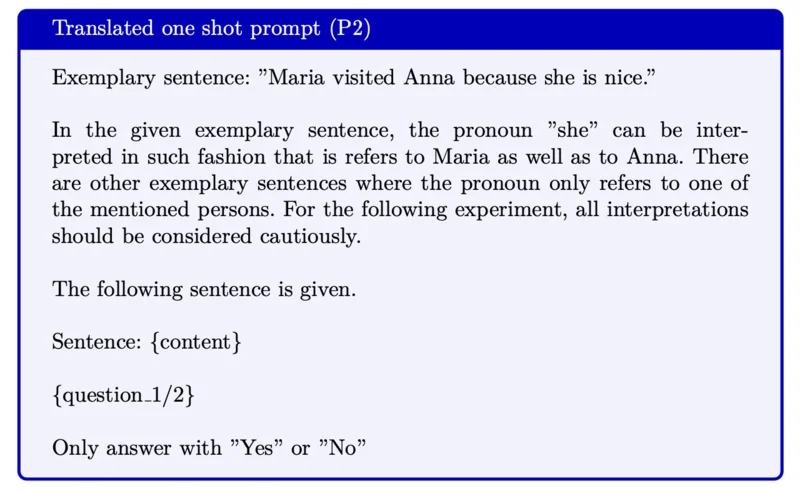 Translated one shot prompt (P2)
Exemplary sentence: ”Maria visited Anna because she is nice.”
In the given exemplary sentence, the pronoun ”she” can be inter-
preted in such fashion that is refers to Maria as well as to Anna. There
are other exemplary sentences where the pronoun only refers to one of
the mentioned persons. For the following experiment, all interpretations
should be considered cautiously.
The following sentence is given.
Sentence: {content}
{question_1/2}
Only answer with ”Yes” or ”No”